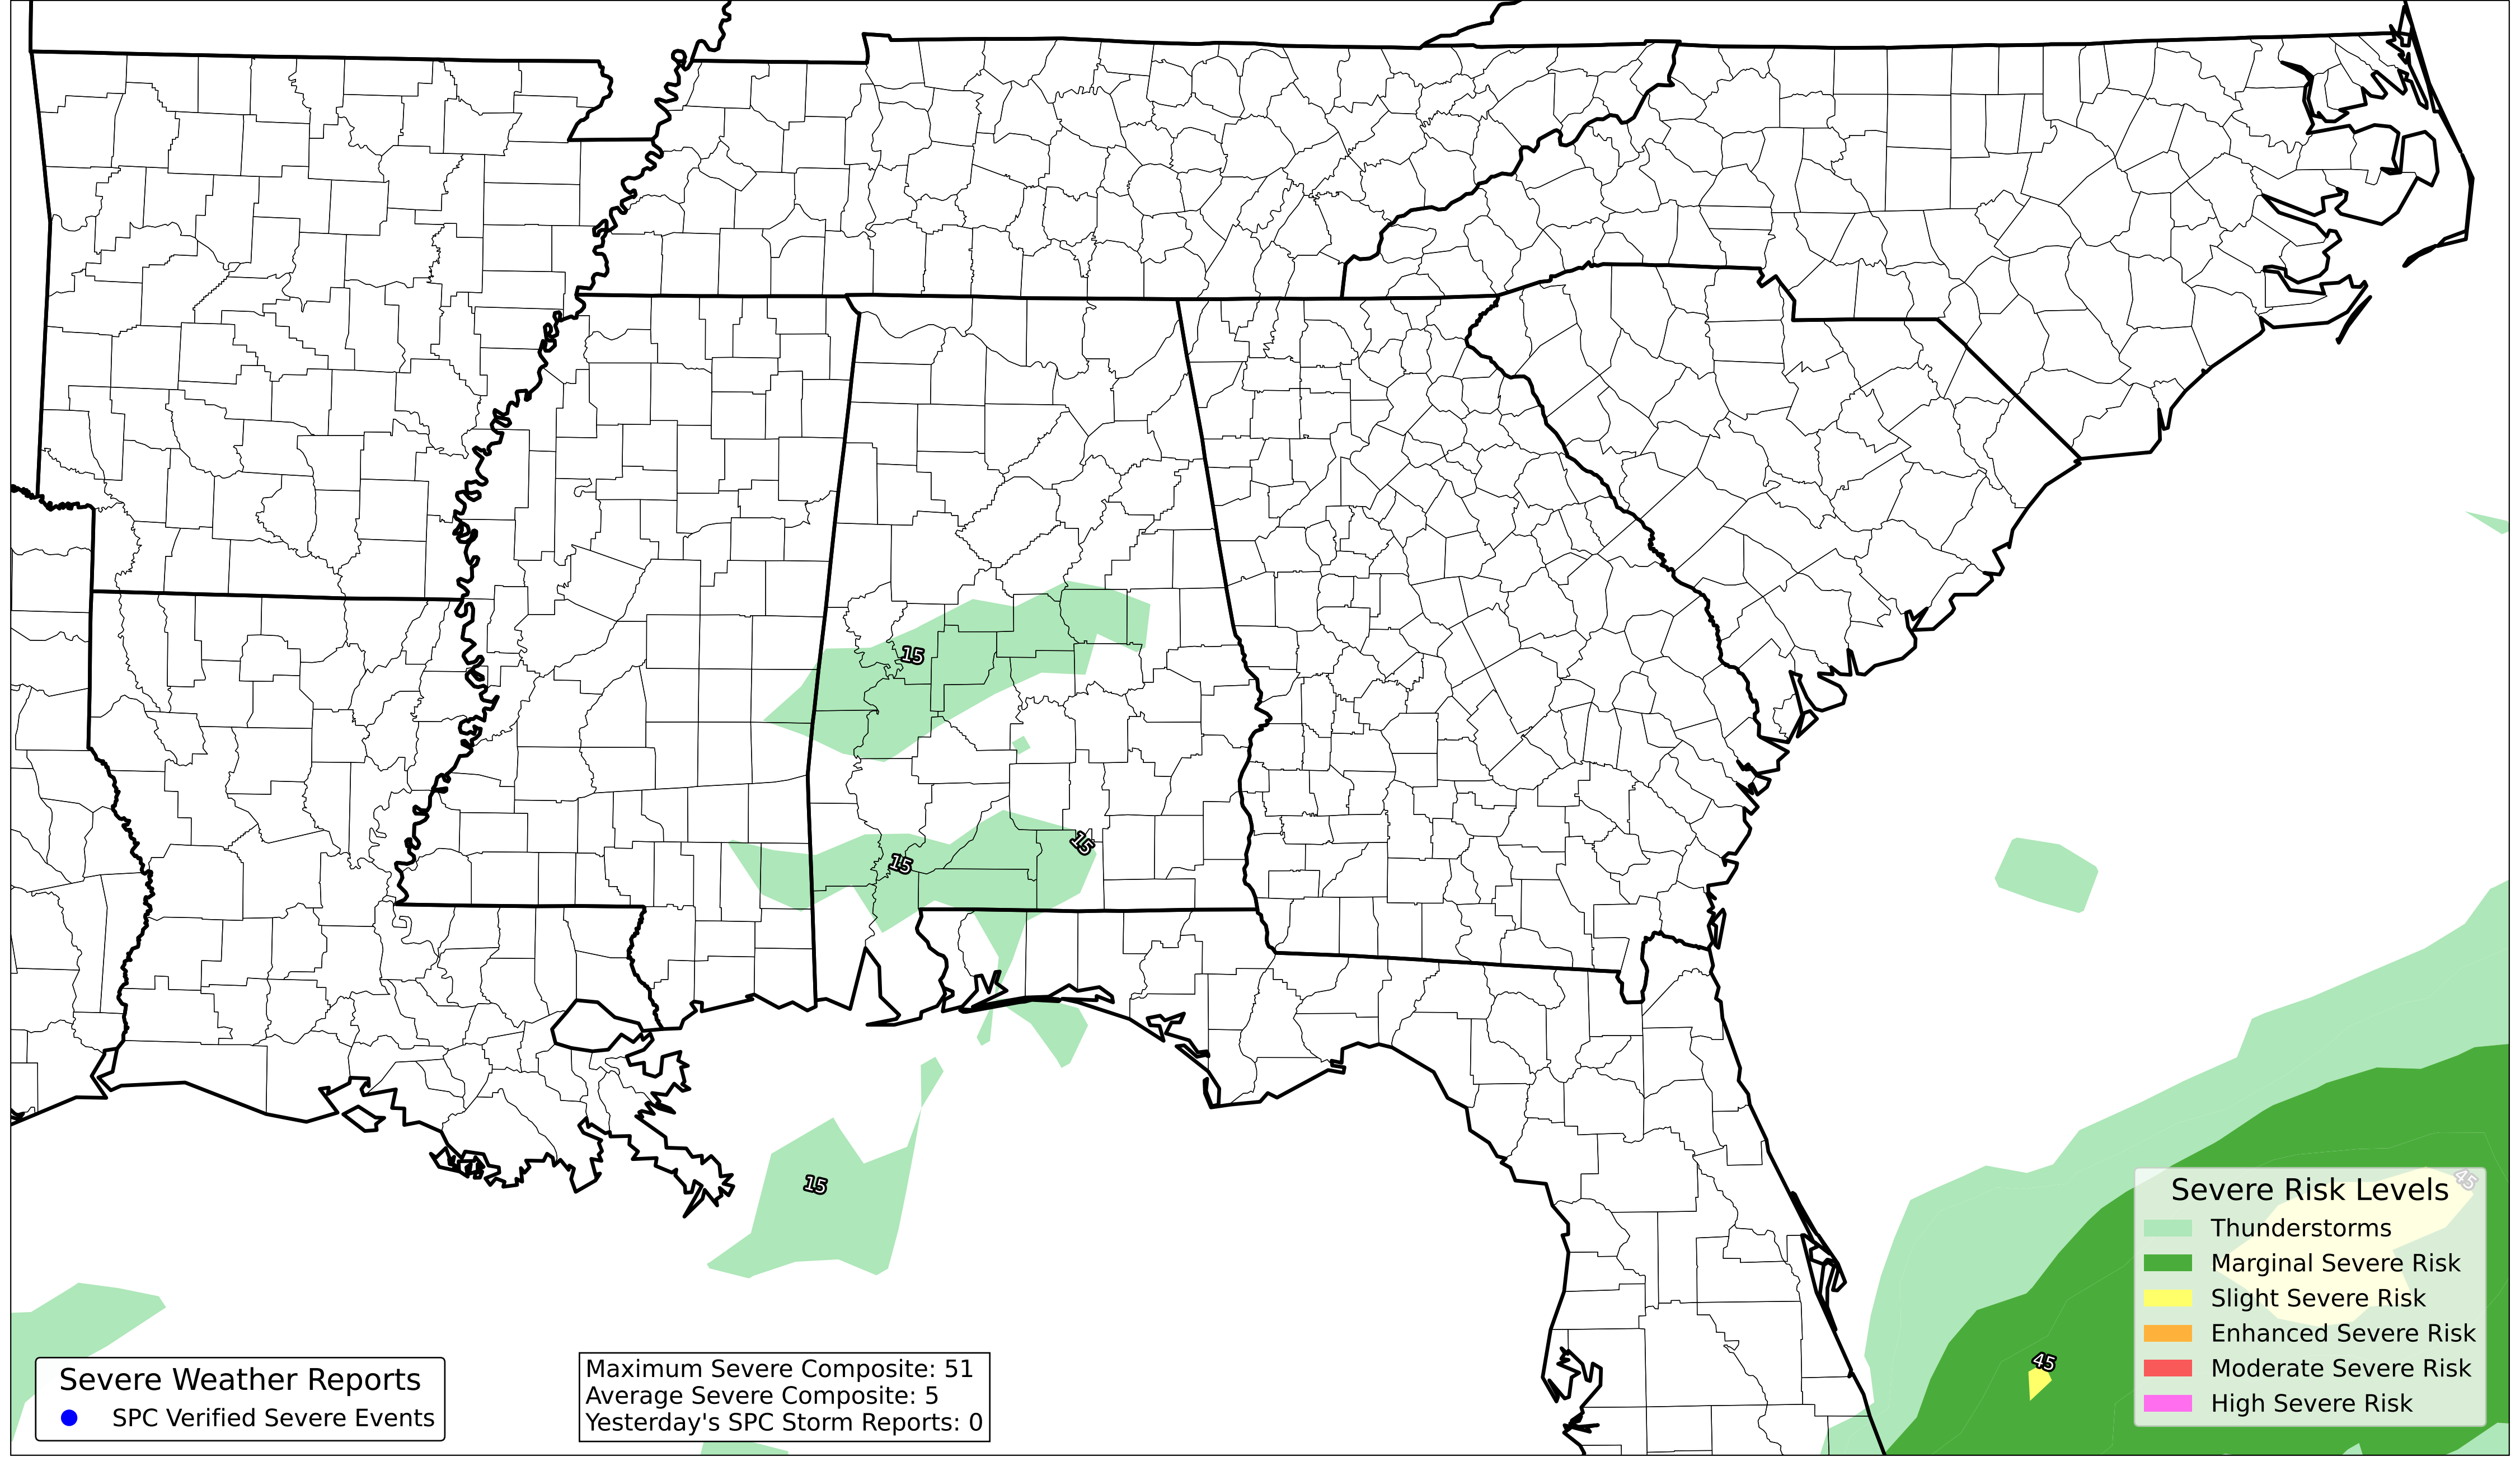 15
15
15
15
45
45
Severe Risk Levels
Thunderstorms
Marginal Severe Risk
Slight Severe Risk
Enhanced Severe Risk
Moderate Severe Risk
High Severe Risk
Severe Weather Reports
SPC Verified Severe Events
Maximum Severe Composite: 51
Average Severe Composite: 5
Yesterday's SPC Storm Reports: 0